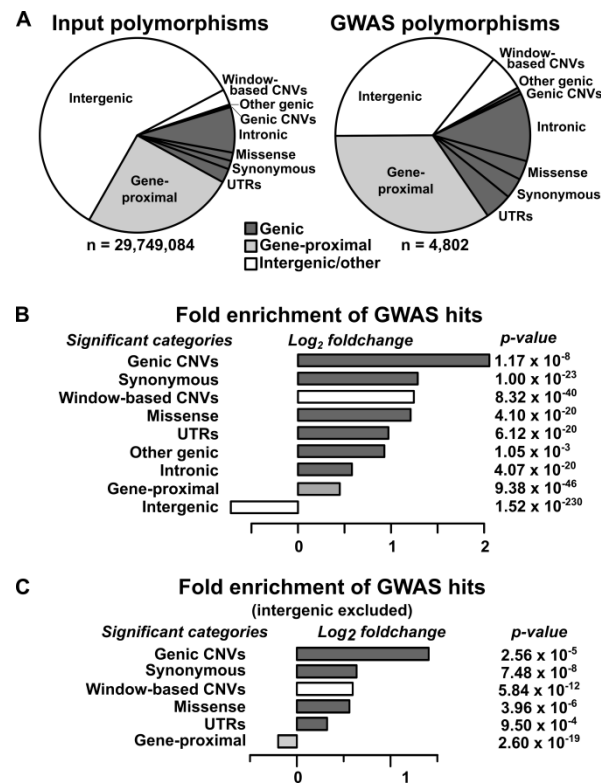 A
Input polymorphisms
GWAS polymorphisms
Intergenic
Window-
based CNVs
Other genic
Genic CNVs
Intronic
Missense
Synonymous
UTRs
Gene-
proximal
n = 29,749,084
Intergenic
Window-
based CNVs
Other genic
Genic CNVs
Intronic
Missense
Synonymous
UTRs
Gene-
proximal
n = 4,802
Genic
Gene-proximal
Intergenic/other
B
Fold enrichment of GWAS hits
Significant categories Log₂ foldchange p-value
Genic CNVs 1.17 x 10⁻⁸
Synonymous 1.00 x 10⁻²³
Window-based CNVs 8.32 x 10⁻⁴⁰
Missense 4.10 x 10⁻²⁰
UTRs 6.12 x 10⁻²⁰
Other genic 1.05 x 10⁻³
Intronic 4.07 x 10⁻²⁰
Gene-proximal 9.38 x 10⁻⁴⁶
Intergenic 1.52 x 10⁻²³⁰
0 1 2
C
Fold enrichment of GWAS hits
(intergenic excluded)
Significant categories Log₂ foldchange p-value
Genic CNVs 2.56 x 10⁻⁵
Synonymous 7.48 x 10⁻⁸
Window-based CNVs 5.84 x 10⁻¹²
Missense 3.96 x 10⁻⁶
UTRs 9.50 x 10⁻⁴
Gene-proximal 2.60 x 10⁻¹⁹
0 1